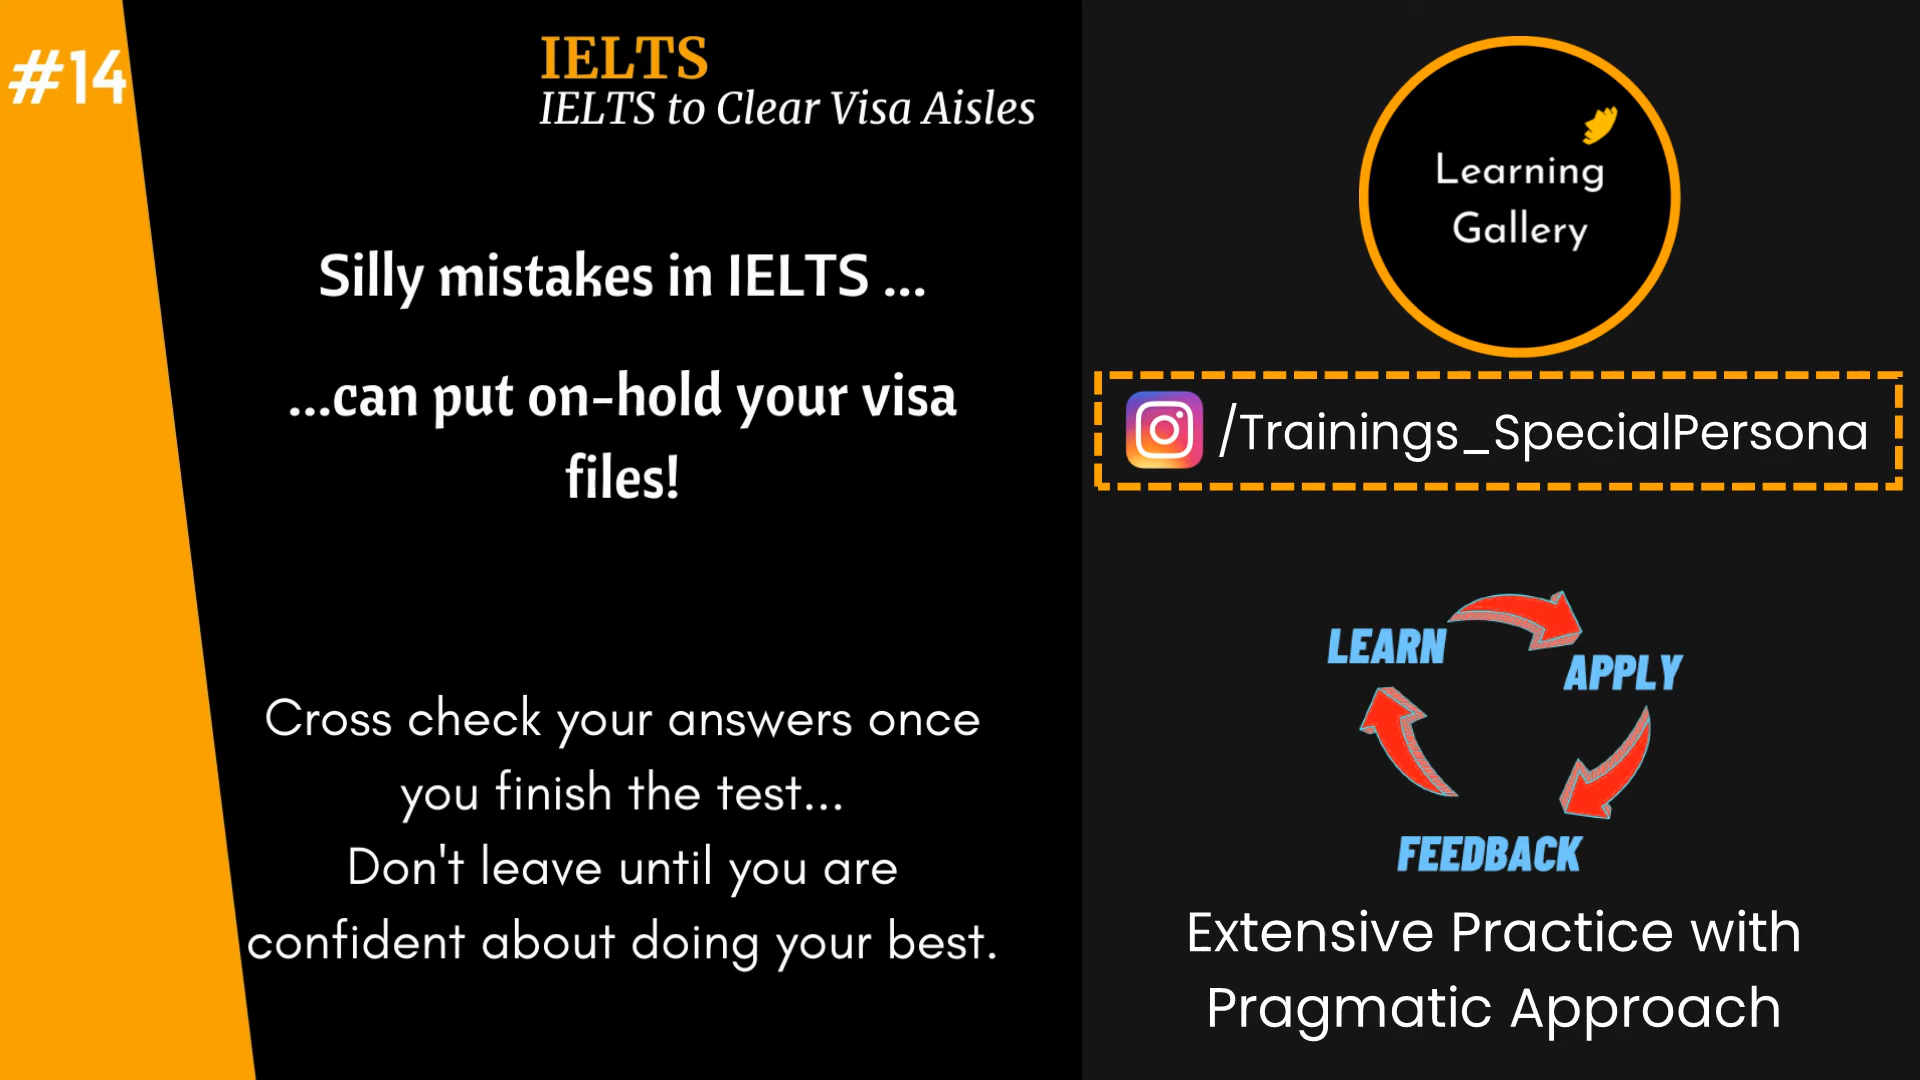 #14
IELTS
IELTS to Clear Visa Aisles
Silly mistakes in IELTS ...
...can put on-hold your visa
files!
Cross check your answers once
you finish the test...
Don't leave until you are
confident about doing your best.
Learning
Gallery
/Trainings_SpecialPersona
LEARN
APPLY
FEEDBACK
Extensive Practice with
Pragmatic Approach